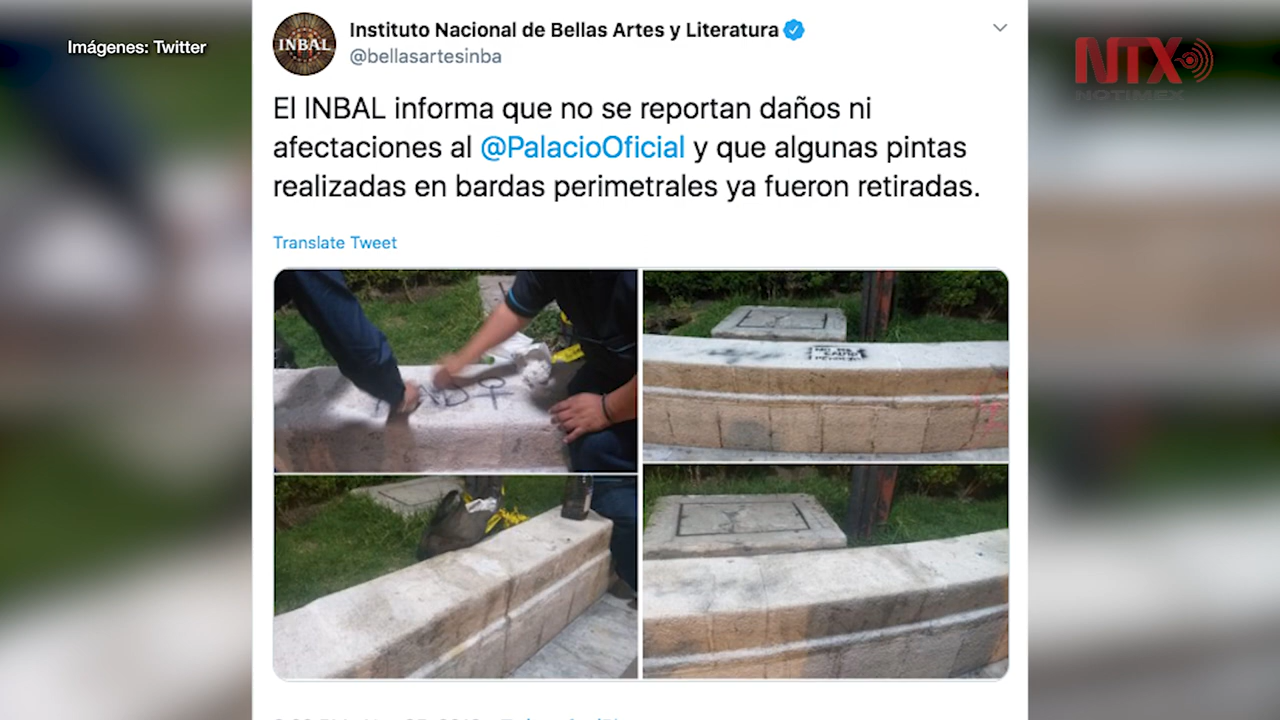 Imágenes: Twitter
INBAL
Instituto Nacional de Bellas Artes y Literatura
@bellasartesinba
NTX
NOTIMEX
El INBAL informa que no se reportan daños ni
afectaciones al @PalacioOficial y que algunas pintas
realizadas en bardas perimetrales ya fueron retiradas.
Translate Tweet